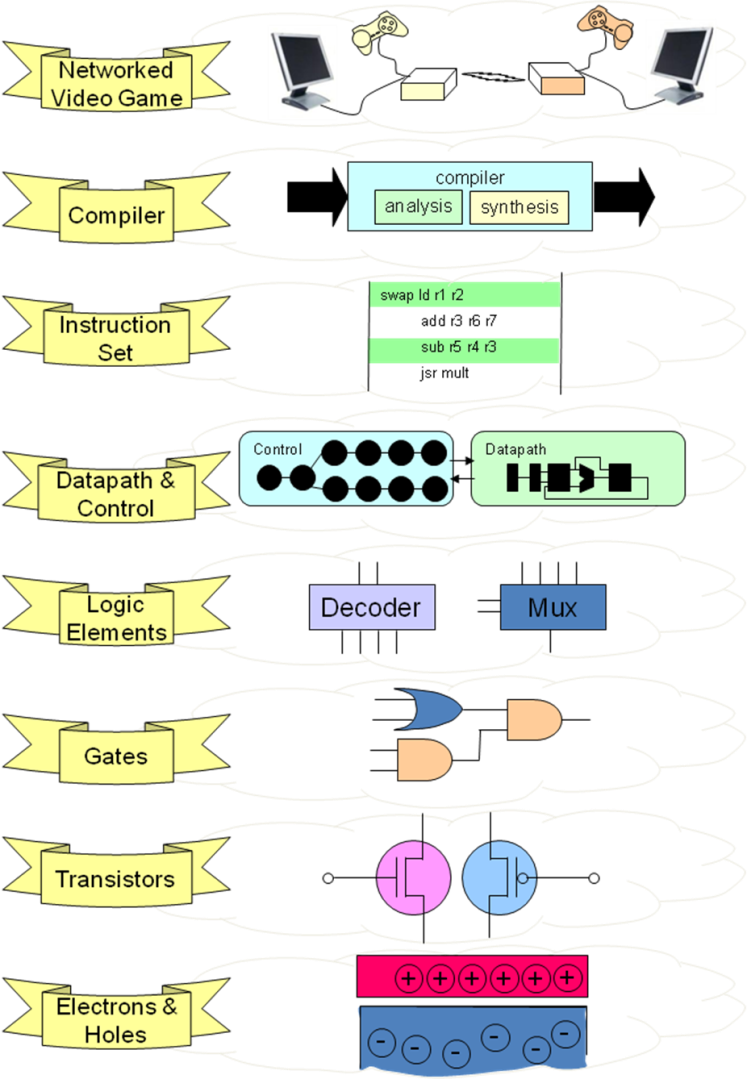 Networked
Video Game
Compiler
compiler
analysis synthesis
Instruction
Set
swap ld r1 r2
add r3 r6 r7
sub r5 r4 r3
jsr mult
Datapath &
Control
Control
Datapath
Logic
Elements
Decoder
Mux
Gates
Transistors
Electrons &
Holes
+ + + + + +
- - - - - -